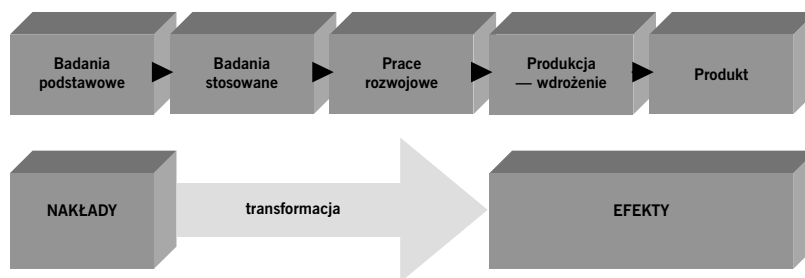 Badania
podstawowe
Badania
stosowane
Prace
rozwojowe
Produkcja
— wdrożenie
Produkt
NAKŁADY
transformacja
EFEKTY